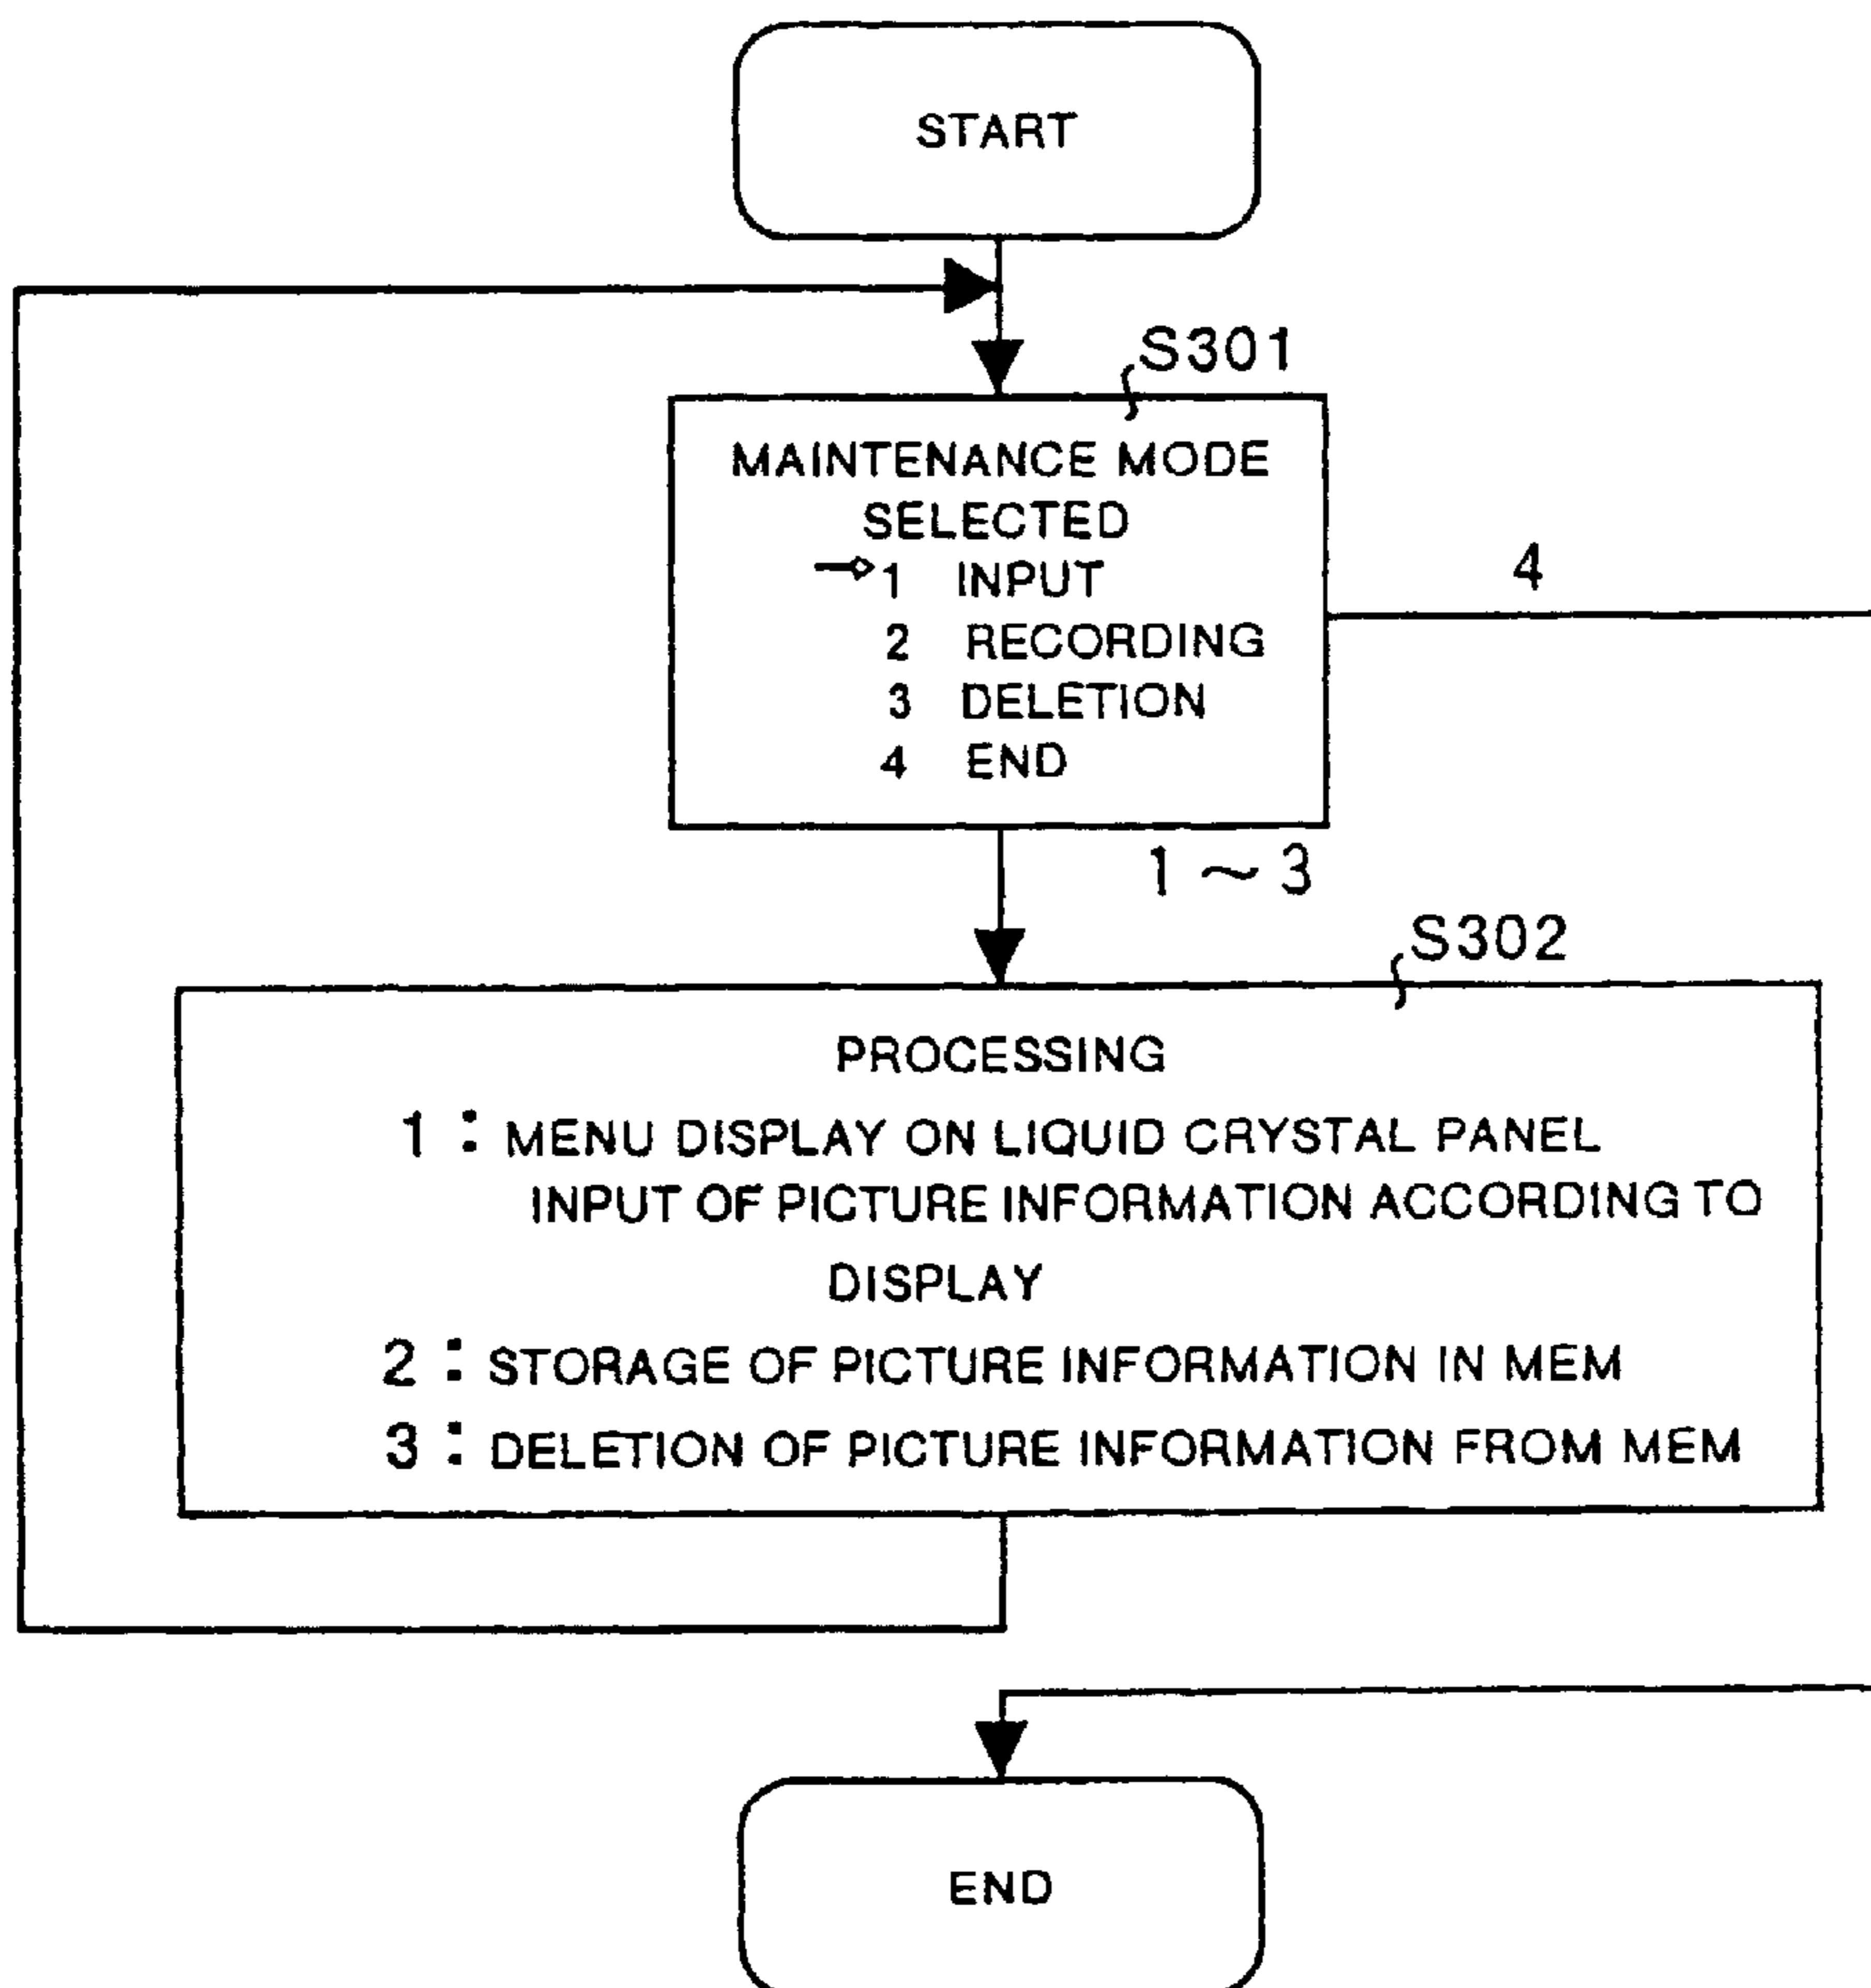 START
S301
MAINTENANCE MODE
SELECTED
1 INPUT
2 RECORDING
3 DELETION
4 END
4
1 ~ 3
S302
PROCESSING
1 : MENU DISPLAY ON LIQUID CRYSTAL PANEL
INPUT OF PICTURE INFORMATION ACCORDING TO
DISPLAY
2 : STORAGE OF PICTURE INFORMATION IN MEM
3 : DELETION OF PICTURE INFORMATION FROM MEM
END